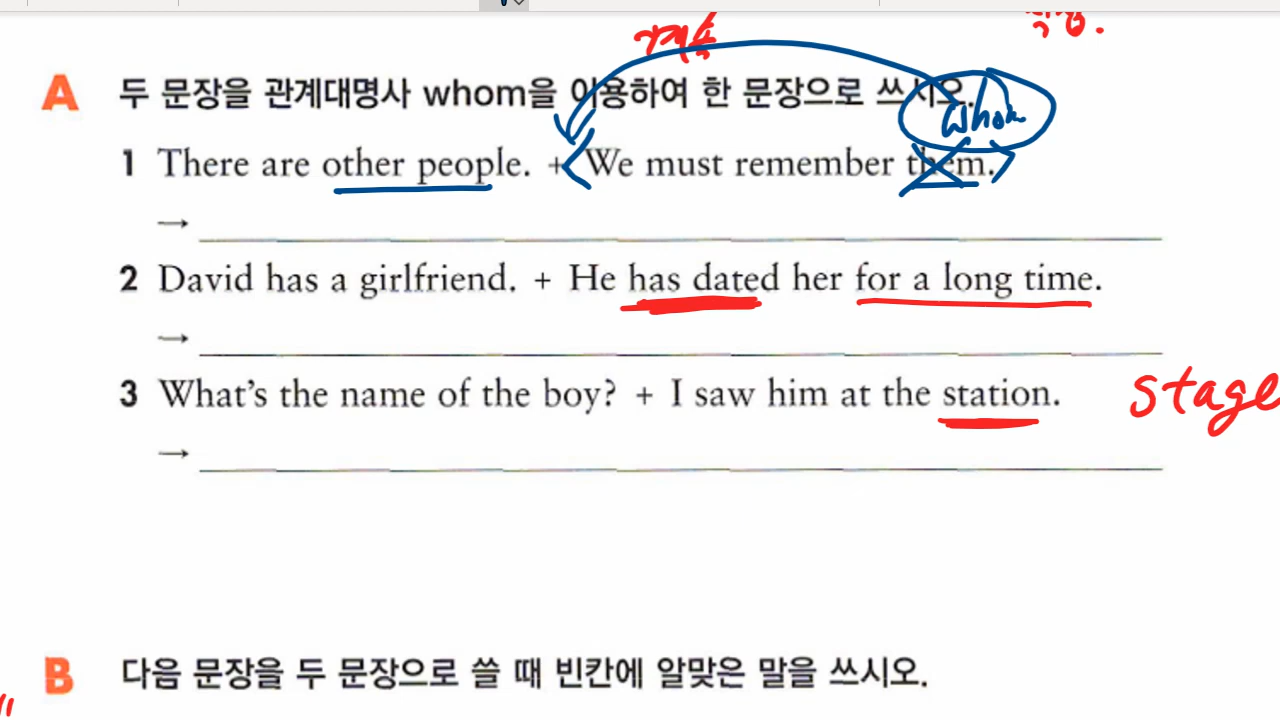 A 두 문장을 관계대명사 whom을 이용하여 한 문장으로 쓰시오.
whom
1 There are other people. + We must remember them.
→
2 David has a girlfriend. + He has dated her for a long time.
→
3 What's the name of the boy? + I saw him at the station.
stage
→
B 다음 문장을 두 문장으로 쓸 때 빈칸에 알맞은 말을 쓰시오.